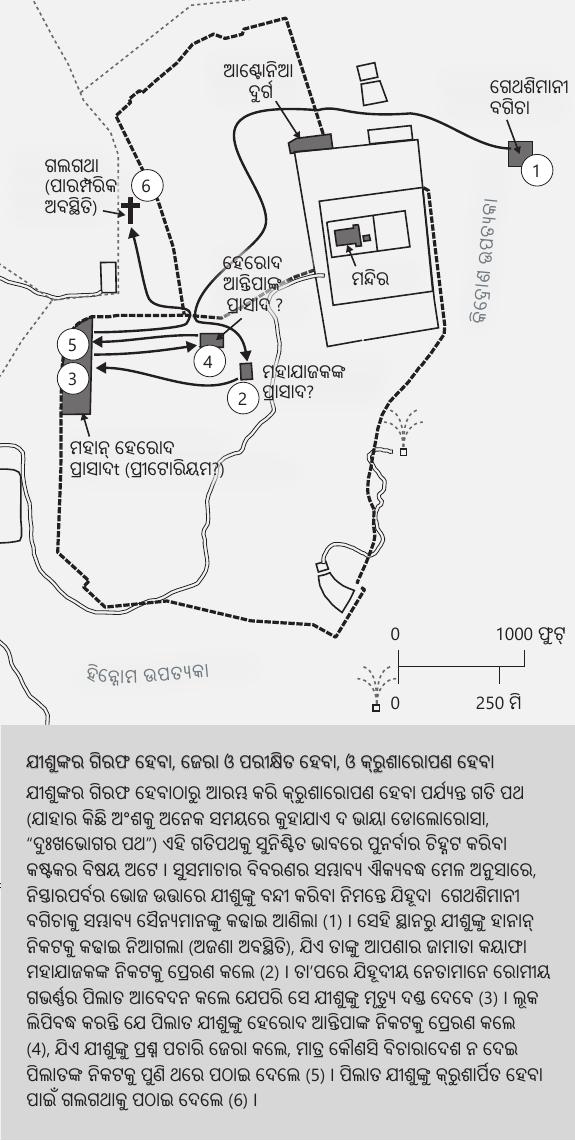 ଆଣ୍ଟୋନିଆ
ଦୁର୍ଗ
ଗେଥଶିମାନୀ
ବଗିଚା
1
ଗଲଗଥା
(ପାରମ୍ପରିକ
ଅବସ୍ଥିତି)
6
କିଦ୍ରୋଣ ଉପତ୍ୟକା
ମନ୍ଦିର
ହେରୋଦ
ଆନ୍ତିପାଙ୍କ
ପ୍ରାସାଦ ?
5
4
3
2
ମହାଯାଜକଙ୍କ
ପ୍ରାସାଦ?
ମହାନ୍ ହେରୋଦ
ପ୍ରାସାଦt (ପ୍ରୀଟୋରିୟମ?)
ହିନ୍ନୋମ ଉପତ୍ୟକା
0 1000 ଫୁଟ୍
0 250 ମି
ଯୀଶୁଙ୍କର ଗିରଫ ହେବା, ଜେରା ଓ ପରୀକ୍ଷିତ ହେବା, ଓ କ୍ରୁଶାରୋପଣ ହେବା
ଯୀଶୁଙ୍କର ଗିରଫ ହେବାଠାରୁ ଆରମ୍ଭ କରି କ୍ରୁଶାରୋପଣ ହେବା ପର୍ଯ୍ୟନ୍ତ ଗତି ପଥ
(ଯାହାର କିଛି ଅଂଶକୁ ଅନେକ ସମୟରେ କୁହାଯାଏ ଦ ଭାୟା ଡୋଲୋରୋସା,
“ଦୁଃଖଭୋଗର ପଥ”) ଏହି ଗତିପଥକୁ ସୁନିଶ୍ଚିତ ଭାବରେ ପୁନର୍ବାର ଚିହ୍ନଟ କରିବା
କଷ୍ଟକର ବିଷୟ ଅଟେ । ସୁସମାଚାର ବିବରଣର ସମ୍ଭାବ୍ୟ ଐକ୍ୟବଦ୍ଧ ମେଳ ଅନୁସାରେ,
ନିସ୍ତାରପର୍ବର ଭୋଜ ଉଭାରେ ଯୀଶୁଙ୍କୁ ବନ୍ଦୀ କରିବା ନିମନ୍ତେ ଯିହୂଦା ଗେଥଶିମାନୀ
ବଗିଚାକୁ ସମ୍ଭାବ୍ୟ ସୈନ୍ୟମାନଙ୍କୁ କଢାଇ ଆଣିଲା (1) । ସେହି ସ୍ଥାନରୁ ଯୀଶୁଙ୍କୁ ହାନାନ୍
ନିକଟକୁ କଢାଇ ନିଆଗଲା (ଅଜଣା ଅବସ୍ଥିତି), ଯିଏ ତାଙ୍କୁ ଆପଣାର ଜାମାତା କୟାଫା
ମହାଯାଜକଙ୍କ ନିକଟକୁ ପ୍ରେରଣ କଲେ (2) । ତା'ପରେ ଯିହୂଦୀୟ ନେତାମାନେ ରୋମୀୟ
ଗଭର୍ଣ୍ଣର ପିଲାତ ଆବେଦନ କଲେ ଯେପରି ସେ ଯୀଶୁଙ୍କୁ ମୃତ୍ୟୁ ଦଣ୍ଡ ଦେବେ (3) । ଲୂକ
ଲିପିବଦ୍ଧ କରନ୍ତି ଯେ ପିଲାତ ଯୀଶୁଙ୍କୁ ହେରୋଦ ଆନ୍ତିପାଙ୍କ ନିକଟକୁ ପ୍ରେରଣ କଲେ
(4), ଯିଏ ଯୀଶୁଙ୍କୁ ପ୍ରଶ୍ନ ପଚାରି ଜେରା କଲେ, ମାତ୍ର କୌଣସି ବିଚାରାଦେଶ ନ ଦେଇ
ପିଲାତଙ୍କ ନିକଟକୁ ପୁଣି ଥରେ ପଠାଇ ଦେଲେ (5) । ପିଲାତ ଯୀଶୁଙ୍କୁ କ୍ରୁଶାର୍ପିତ ହେବା
ପାଇଁ ଗଲଗଥାକୁ ପଠାଇ ଦେଲେ (6) ।